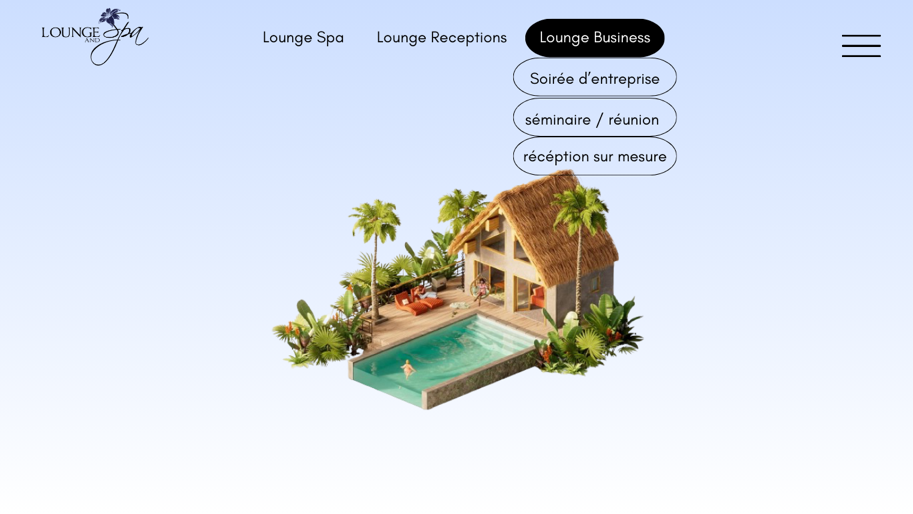 LOUNGE
AND Spa
Lounge Spa
Lounge Receptions
Lounge Business
Soirée d'entreprise
séminaire / réunion
récéption sur mesure